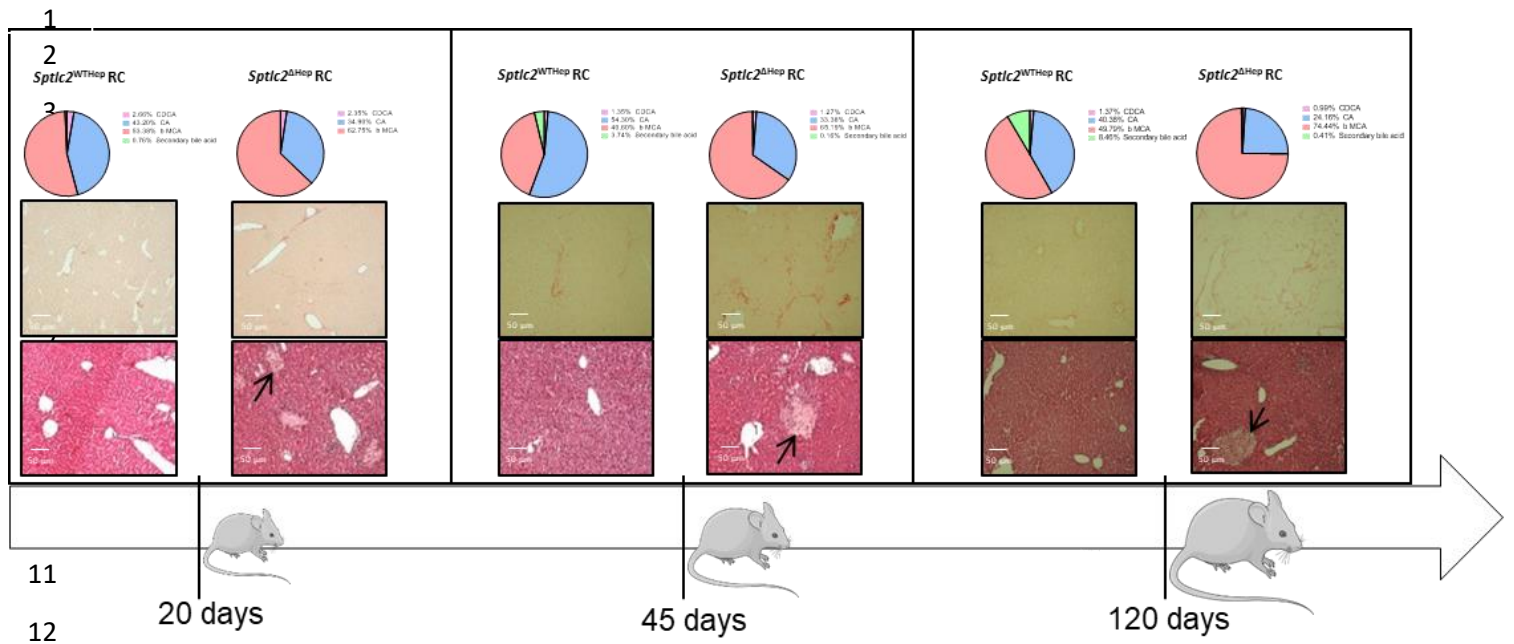 1
2
Sptlc2WTHep RC
Sptlc2ΔHep RC
3
2.66% CDCA
43.20% CA
53.38% b MCA
0.76% Secondary bile acid
2.35% CDCA
34.90% CA
62.75% b MCA
50 µm
50 µm
50 µm
50 µm
20 days
Sptlc2WTHep RC
Sptlc2ΔHep RC
1.35% CDCA
54.30% CA
40.60% b MCA
3.74% Secondary bile acid
1.27% CDCA
33.38% CA
65.18% b MCA
0.16% Secondary bile acid
50 µm
50 µm
50 µm
50 µm
45 days
Sptlc2WTHep RC
Sptlc2ΔHep RC
1.37% CDCA
40.38% CA
49.79% b MCA
8.46% Secondary bile acid
0.99% CDCA
24.16% CA
74.44% b MCA
0.41% Secondary bile acid
50 µm
50 µm
50 µm
50 µm
120 days
11
12